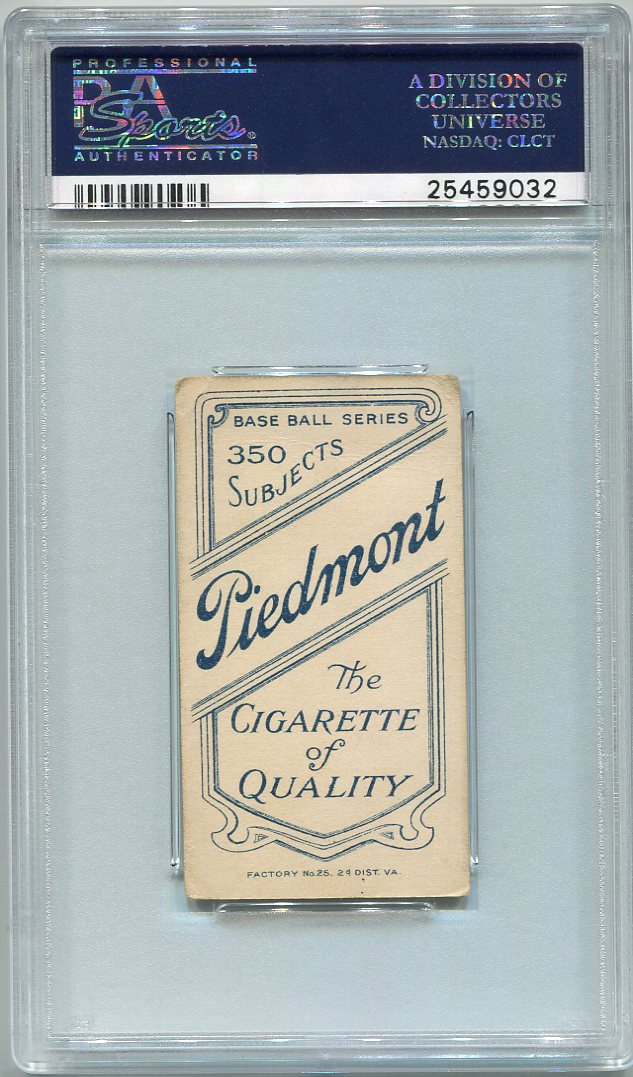 PROFESSIONAL
PSA
Sports®
AUTHENTICATOR
A DIVISION OF
COLLECTORS
UNIVERSE
NASDAQ: CLCT
25459032
BASE BALL SERIES
350
SUBJECTS
Piedmont
The
CIGARETTE
of
QUALITY
FACTORY No. 25. 2d DIST. VA.